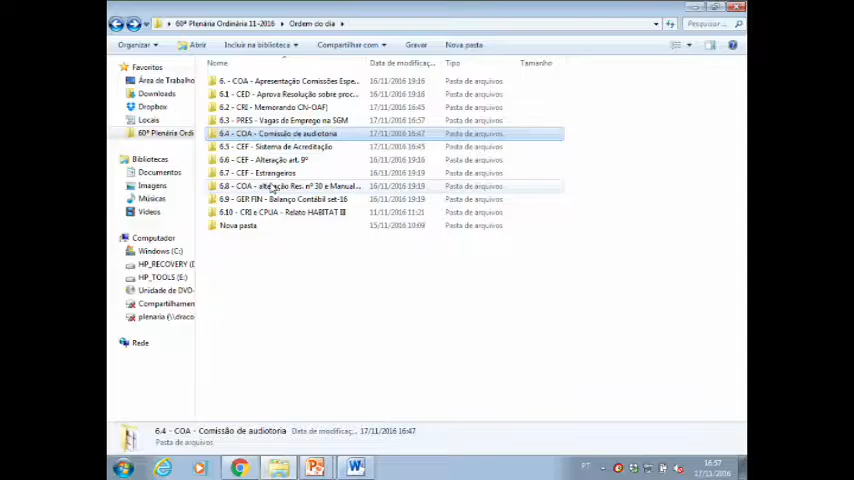 60ª Plenária Ordinária 11-2016 ▸ Ordem do dia ▸
Pesquisar ...
Organizar Abrir Incluir na biblioteca Compartilhar com Gravar Nova pasta
Nome Data de modificaç... Tipo Tamanho
Favoritos
Área de Trabalho
Downloads
Dropbox
Locais
60ª Plenária Ordi
Bibliotecas
Documentos
Imagens
Músicas
Vídeos
Computador
Windows (C:)
HP_RECOVERY (D
HP_TOOLS (E:)
Unidade de DVD-
Compartilhamen
plenaria (\\draco
Rede
6. - COA - Apresentação Comissões Espe... 16/11/2016 19:16 Pasta de arquivos
6.1 - CED - Aprova Resolução sobre proc... 16/11/2016 19:16 Pasta de arquivos
6.2 - CRI - Memorando CN-OAF) 17/11/2016 16:45 Pasta de arquivos
6.3 - PRES - Vagas de Emprego na SGM 17/11/2016 16:57 Pasta de arquivos
6.4 - COA - Comissão de audiotoria 17/11/2016 16:47 Pasta de arquivos
6.5 - CEF - Sistema de Acreditação 17/11/2016 16:45 Pasta de arquivos
6.6 - CEF - Alteração art. 9º 16/11/2016 19:19 Pasta de arquivos
6.7 - CEF - Estrangeiros 16/11/2016 19:19 Pasta de arquivos
6.8 - COA - alteração Res. nº 30 e Manual... 16/11/2016 19:19 Pasta de arquivos
6.9 - GER FIN - Balanço Contábil set-16 16/11/2016 19:19 Pasta de arquivos
6.10 - CRI e CPUA - Relato HABITAT III 11/11/2016 11:21 Pasta de arquivos
Nova pasta 15/11/2016 10:09 Pasta de arquivos
6.4 - COA - Comissão de audiotoria Data de modificaç... 17/11/2016 16:47
Pasta de arquivos
PT
16:57
17/11/2016